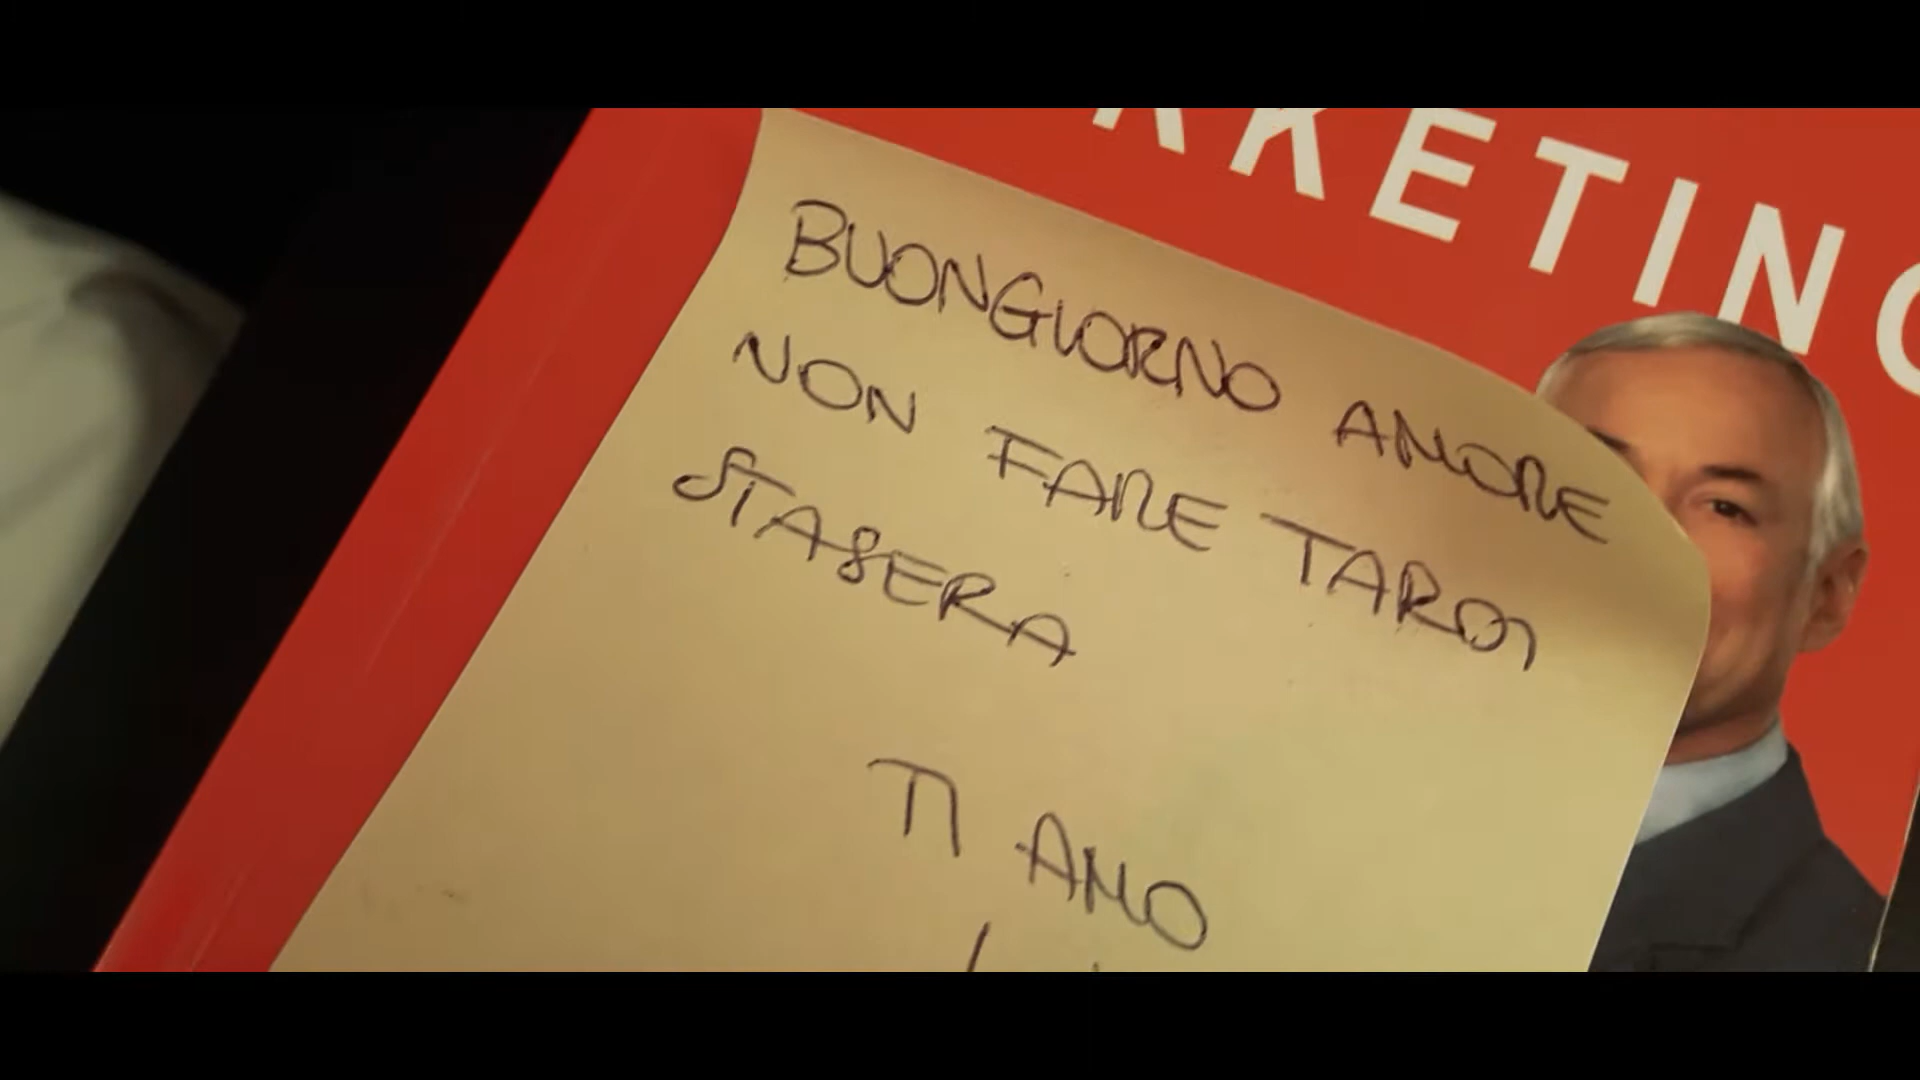 RKETING
BUONGIORNO AMORE
NON FARE TARDI
STASERA
TI AMO